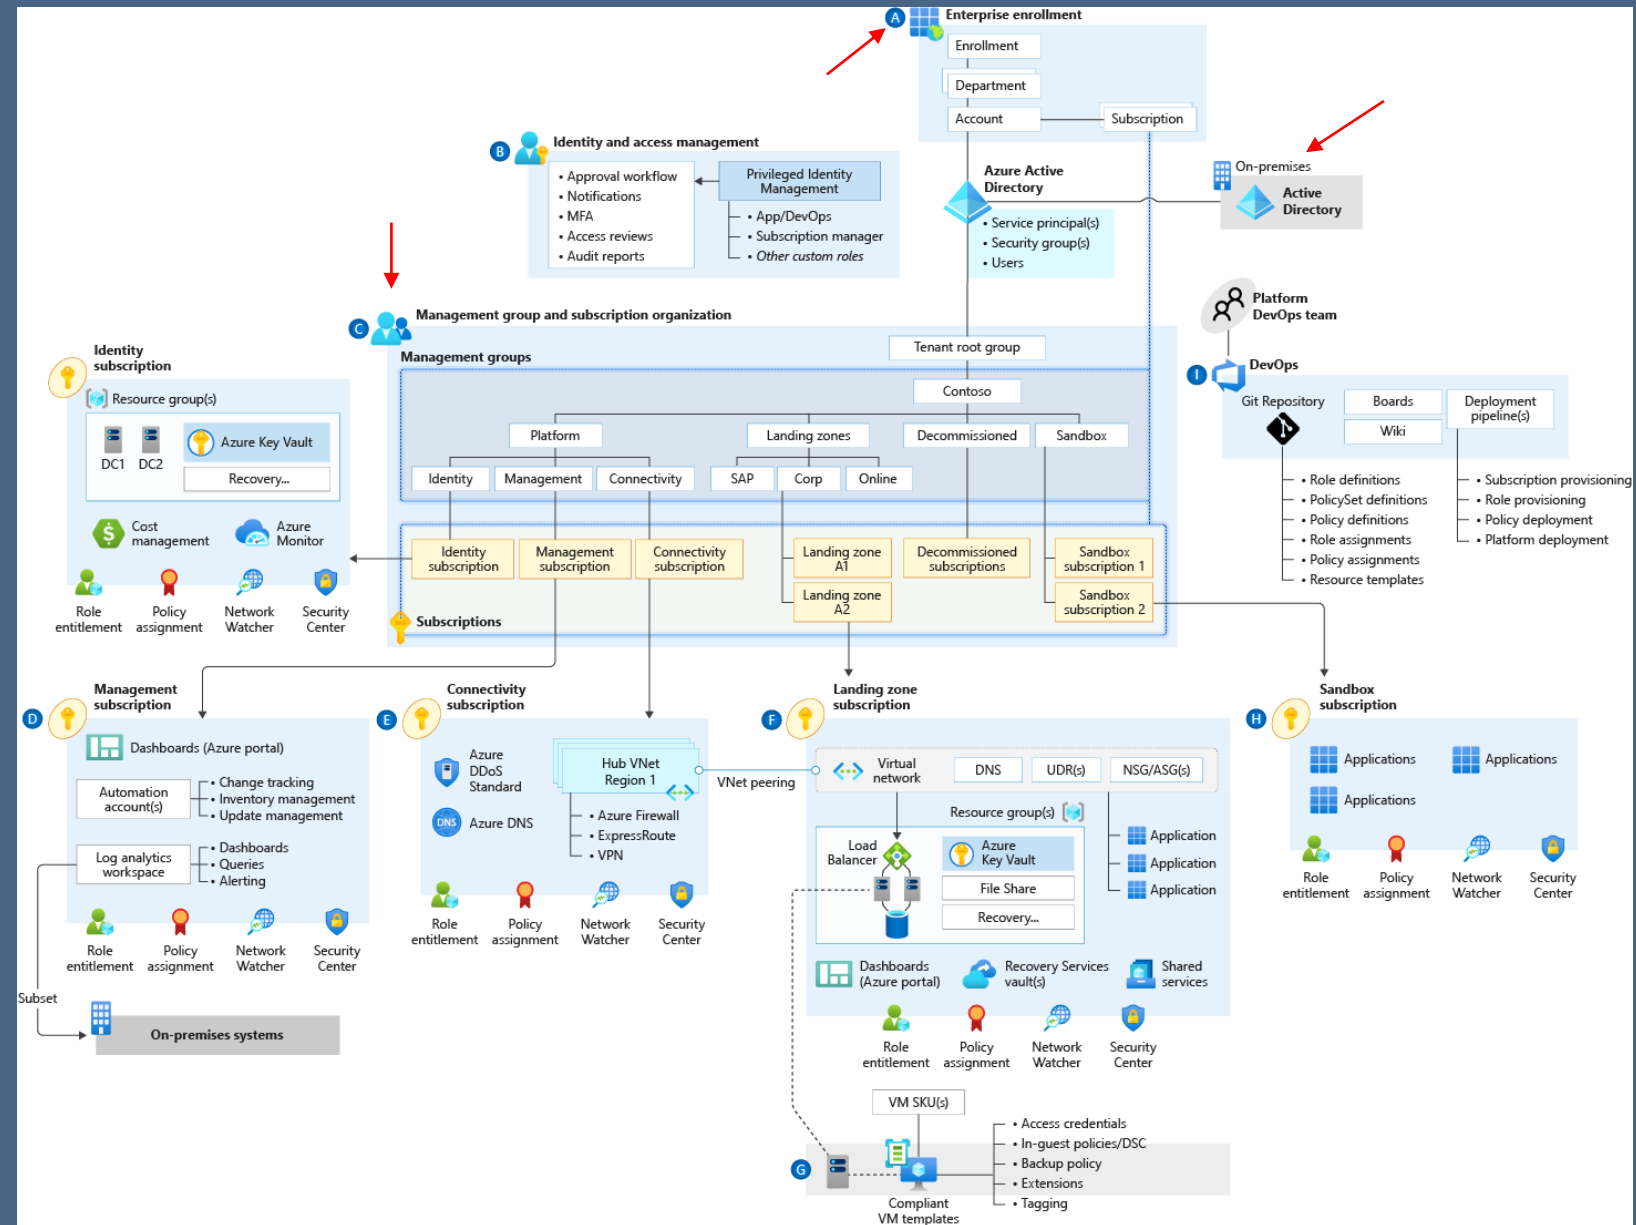 A
Enterprise enrollment
Enrollment
Department
Account
Subscription
B
Identity and access management
• Approval workflow
• Notifications
• MFA
• Access reviews
• Audit reports
Privileged Identity
Management
• App/DevOps
• Subscription manager
• Other custom roles
Azure Active
Directory
• Service principal(s)
• Security group(s)
• Users
On-premises
Active
Directory
C
Management group and subscription organization
Management groups
Tenant root group
Contoso
Platform
Landing zones
Decommissioned
Sandbox
Identity
Management
Connectivity
SAP
Corp
Online
Identity
subscription
Management
subscription
Connectivity
subscription
Landing zone
A1
Landing zone
A2
Decommissioned
subscriptions
Sandbox
subscription 1
Sandbox
subscription 2
Subscriptions
Platform
DevOps team
I
DevOps
Git Repository
Boards
Wiki
Deployment
pipeline(s)
• Role definitions
• PolicySet definitions
• Policy definitions
• Role assignments
• Policy assignments
• Resource templates
• Subscription provisioning
• Role provisioning
• Policy deployment
• Platform deployment
Identity
subscription
Resource group(s)
DC1
DC2
Azure Key Vault
Recovery...
Cost
management
Azure
Monitor
Role
entitlement
Policy
assignment
Network
Watcher
Security
Center
D
Management
subscription
Dashboards (Azure portal)
Automation
account(s)
• Change tracking
• Inventory management
• Update management
Log analytics
workspace
• Dashboards
• Queries
• Alerting
Role
entitlement
Policy
assignment
Network
Watcher
Security
Center
Subset
On-premises systems
E
Connectivity
subscription
Azure
DDoS
Standard
DNS
Azure DNS
Hub VNet
Region 1
• Azure Firewall
• ExpressRoute
• VPN
Role
entitlement
Policy
assignment
Network
Watcher
Security
Center
VNet peering
F
Landing zone
subscription
Virtual
network
DNS
UDR(s)
NSG/ASG(s)
Resource group(s)
Load
Balancer
Azure
Key Vault
File Share
Recovery...
Application
Application
Application
Dashboards
(Azure portal)
Recovery Services
vault(s)
Shared
services
Role
entitlement
Policy
assignment
Network
Watcher
Security
Center
H
Sandbox
subscription
Applications
Applications
Applications
Role
entitlement
Policy
assignment
Network
Watcher
Security
Center
VM SKU(s)
G
Compliant
VM templates
• Access credentials
• In-guest policies/DSC
• Backup policy
• Extensions
• Tagging